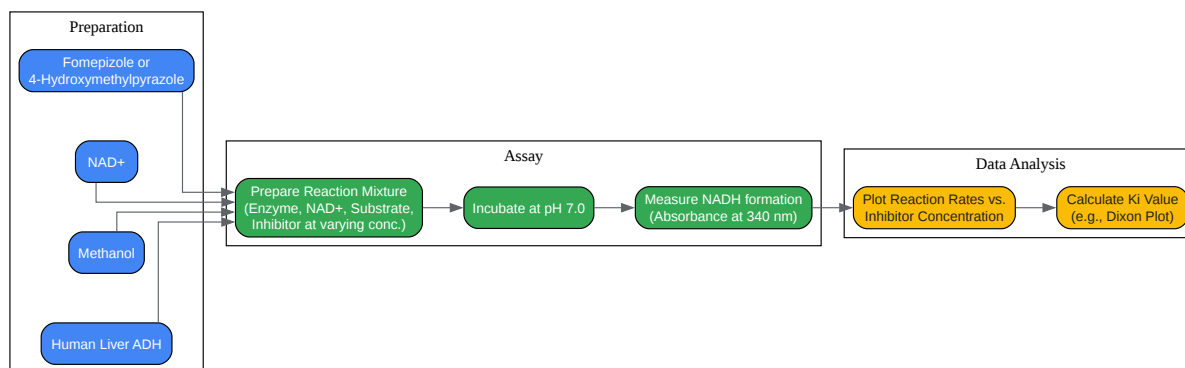 Preparation
Fomepizole or
4-Hydroxymethylpyrazole
NAD+
Methanol
Human Liver ADH
Assay
Prepare Reaction Mixture
(Enzyme, NAD+, Substrate,
Inhibitor at varying conc.)
Incubate at pH 7.0
Measure NADH formation
(Absorbance at 340 nm)
Data Analysis
Plot Reaction Rates vs.
Inhibitor Concentration
Calculate Ki Value
(e.g., Dixon Plot)